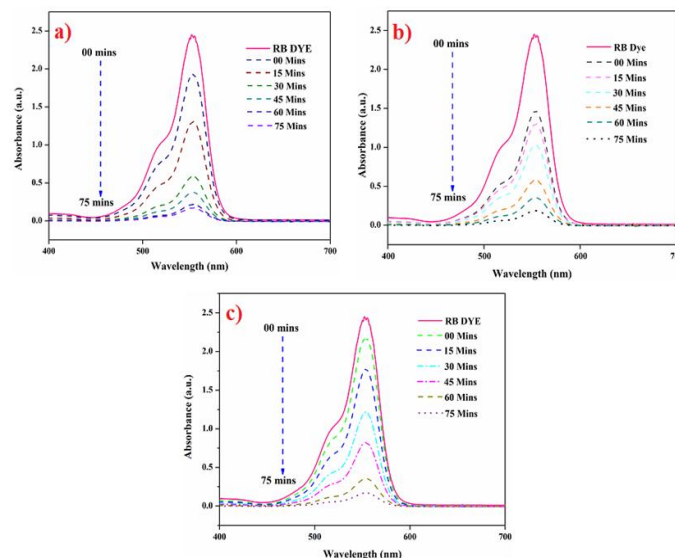 a)
00 mins
75 mins
RB DYE
00 Mins
15 Mins
30 Mins
45 Mins
60 Mins
75 Mins
Absorbance (a.u.)
2.5
2.0
1.5
1.0
0.5
0.0
400
500
600
700
Wavelength (nm)
b)
00 mins
75 mins
RB Dye
00 Mins
15 Mins
30 Mins
45 Mins
60 Mins
75 Mins
Absorbance (a.u.)
2.5
2.0
1.5
1.0
0.5
0.0
400
500
600
700
Wavelength (nm)
c)
00 mins
75 mins
RB DYE
00 Mins
15 Mins
30 Mins
45 Mins
60 Mins
75 Mins
Absorbance (a.u.)
2.5
2.0
1.5
1.0
0.5
0.0
400
500
600
700
Wavelength (nm)